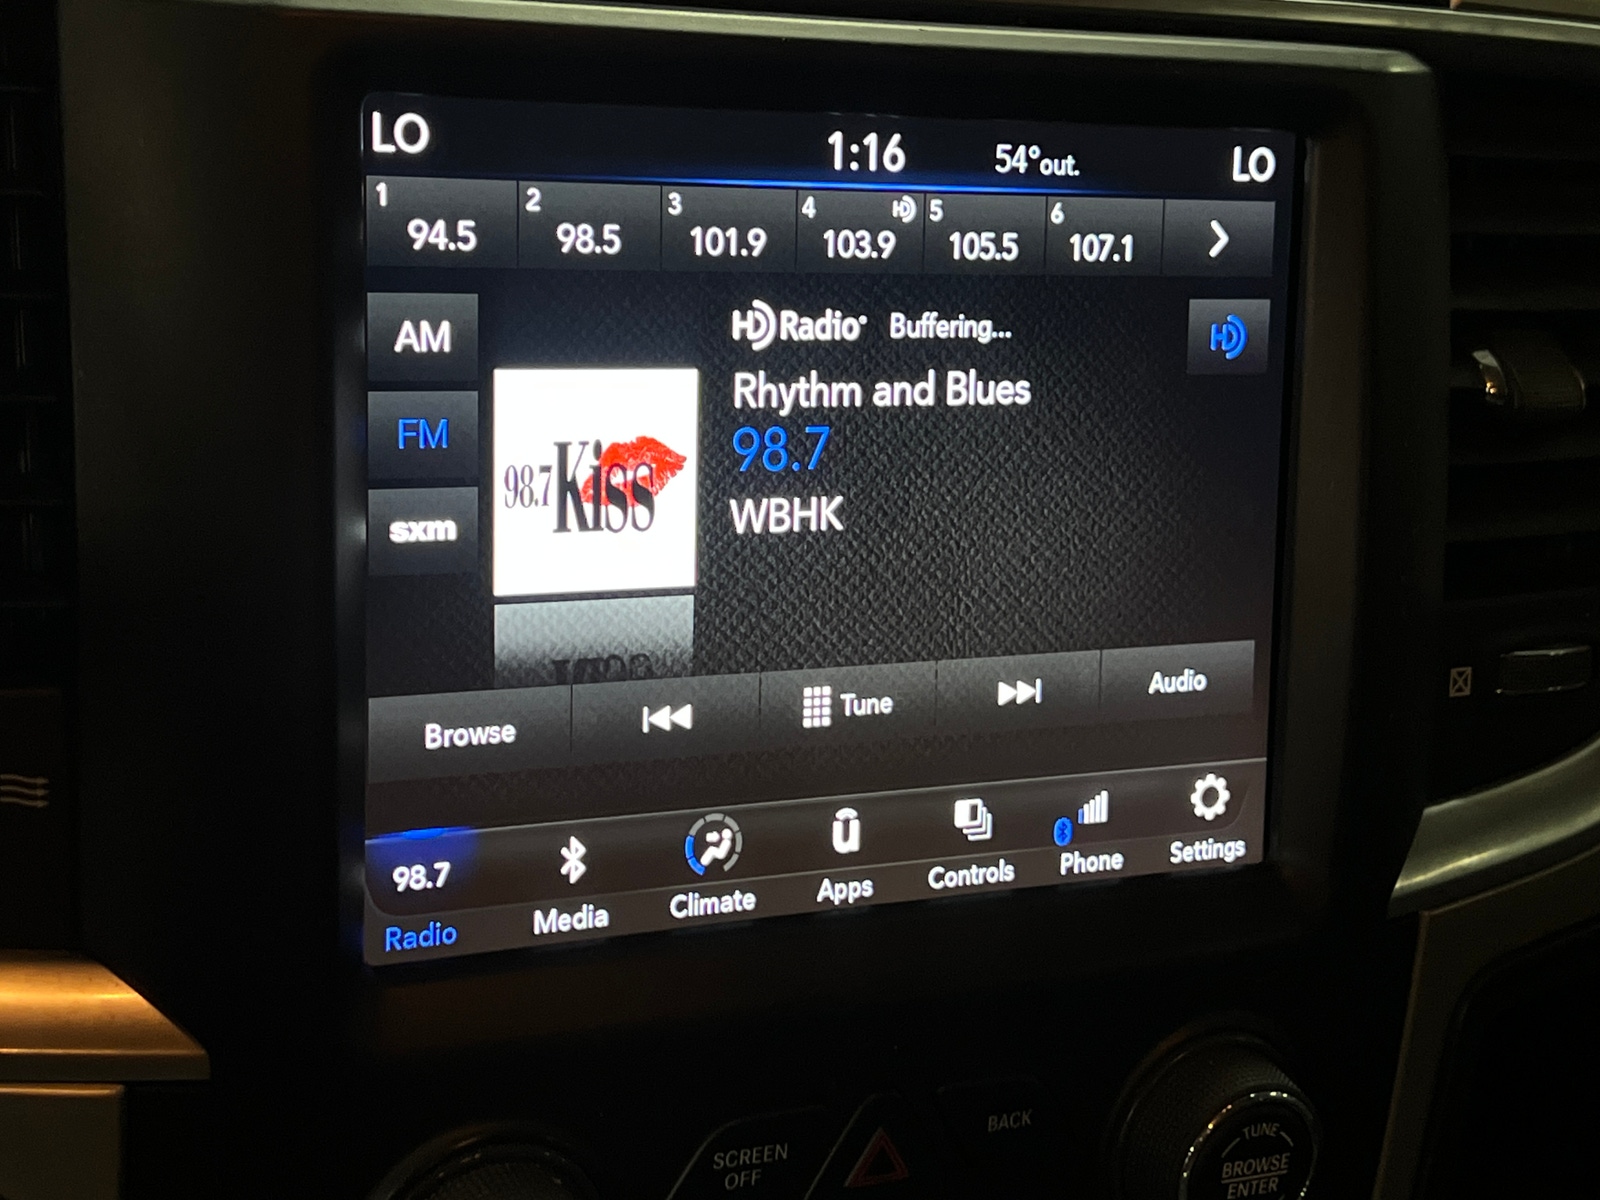 LO 1:16 54°out. LO
1 94.5 2 98.5 3 101.9 4 HD 103.9 5 105.5 6 107.1
AM
FM
sxm
HD Radio Buffering...
HD
Rhythm and Blues
98.7
WBHK
98.7 Kiss
Browse Tune Audio
98.7
Radio Media Climate Apps Controls Phone Settings
SCREEN
OFF
BACK
TUNE
BROWSE
ENTER